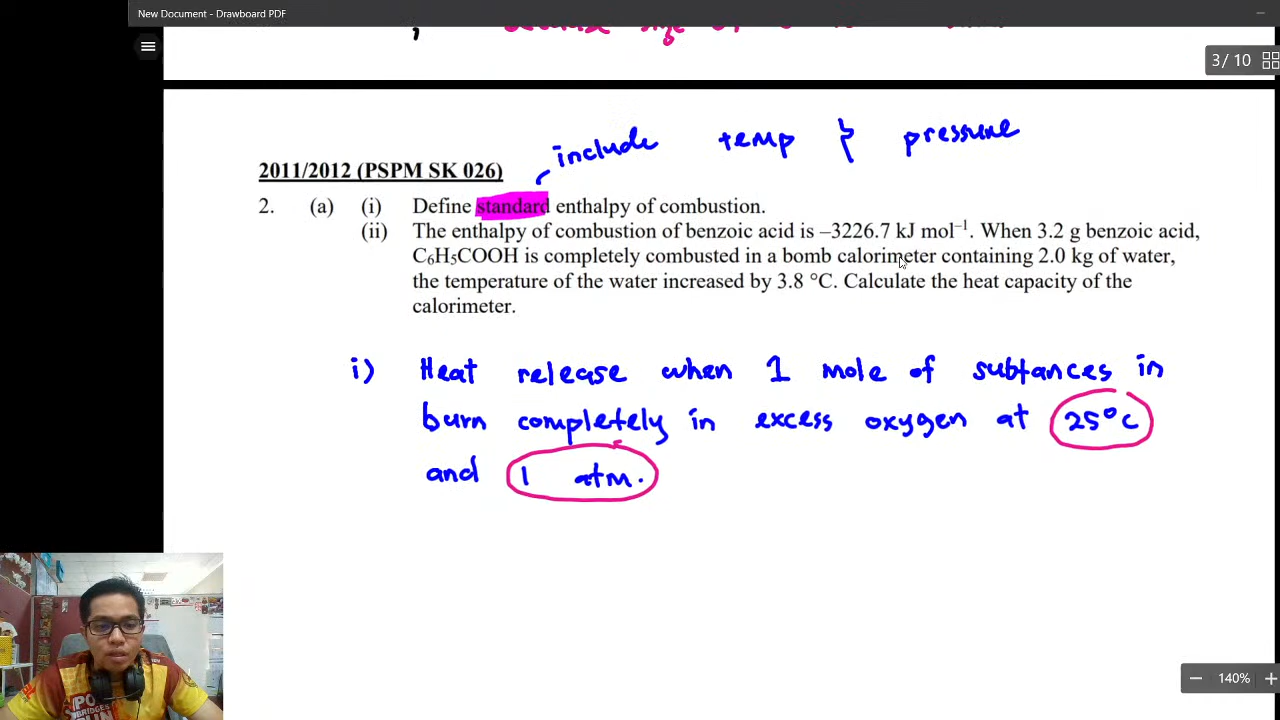 New Document - Drawboard PDF
3 / 10
include temp & pressure
2011/2012 (PSPM SK 026)
2. (a) (i) Define standard enthalpy of combustion.
(ii) The enthalpy of combustion of benzoic acid is –3226.7 kJ mol⁻¹. When 3.2 g benzoic acid,
C₆H₅COOH is completely combusted in a bomb calorimeter containing 2.0 kg of water,
the temperature of the water increased by 3.8 °C. Calculate the heat capacity of the
calorimeter.
i) Heat release when 1 mole of subtances in
burn completely in excess oxygen at 25°C
and 1 atm.
140%